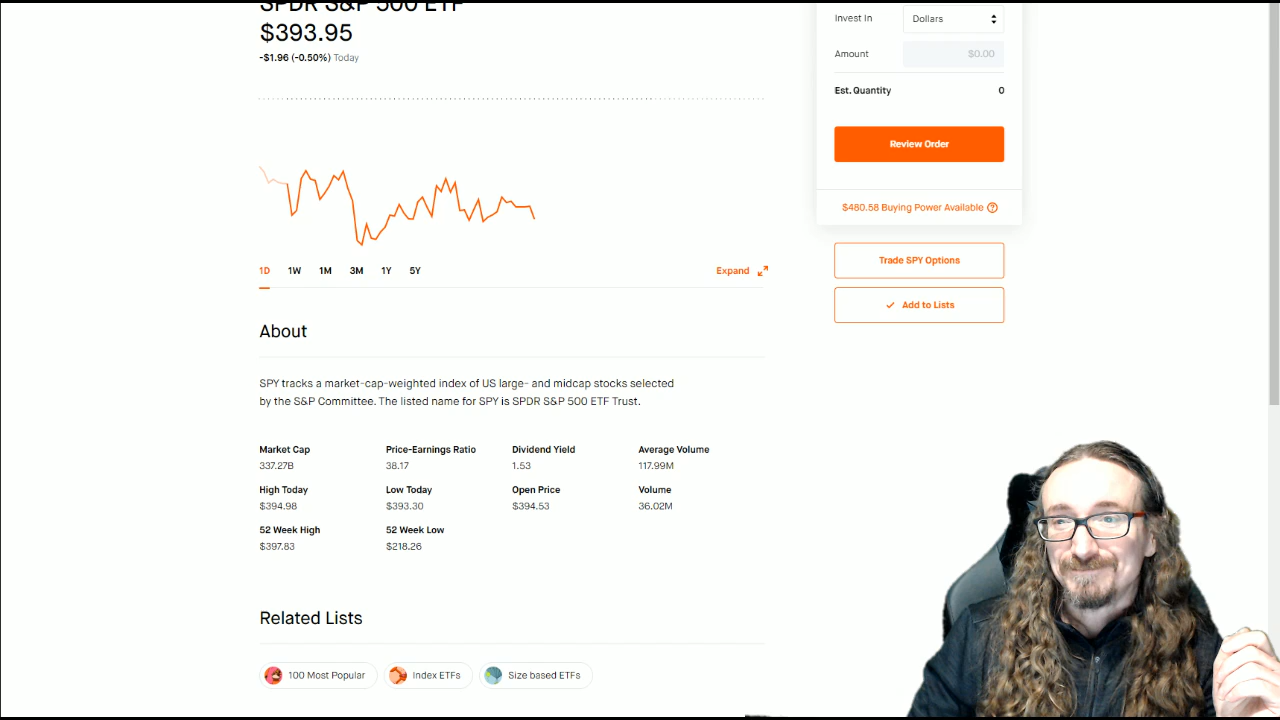 SPDR S&P 500 ETF
$393.95
-$1.96 (-0.50%) Today
1D 1W 1M 3M 1Y 5Y
Expand
About
SPY tracks a market-cap-weighted index of US large- and midcap stocks selected
by the S&P Committee. The listed name for SPY is SPDR S&P 500 ETF Trust.
Market Cap Price-Earnings Ratio Dividend Yield Average Volume
337.27B 38.17 1.53 117.99M
High Today Low Today Open Price Volume
$394.98 $393.30 $394.53 36.02M
52 Week High 52 Week Low
$397.83 $218.26
Related Lists
100 Most Popular Index ETFs Size based ETFs
Invest In Dollars
Amount $0.00
Est. Quantity 0
Review Order
$480.58 Buying Power Available ?
Trade SPY Options
Add to Lists